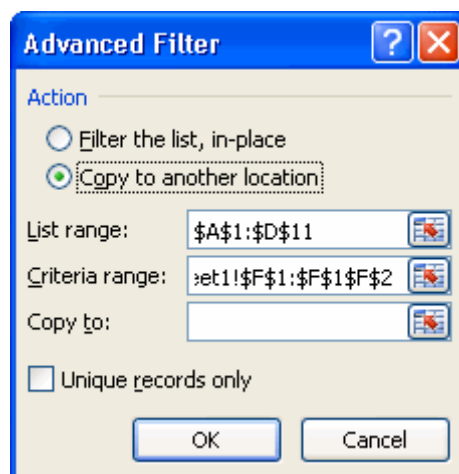 Advanced Filter
Action
Filter the list, in-place
Copy to another location
List range: $A$1:$D$11
Criteria range: eet1!$F$1:$F$1$F$2
Copy to:
Unique records only
OK Cancel